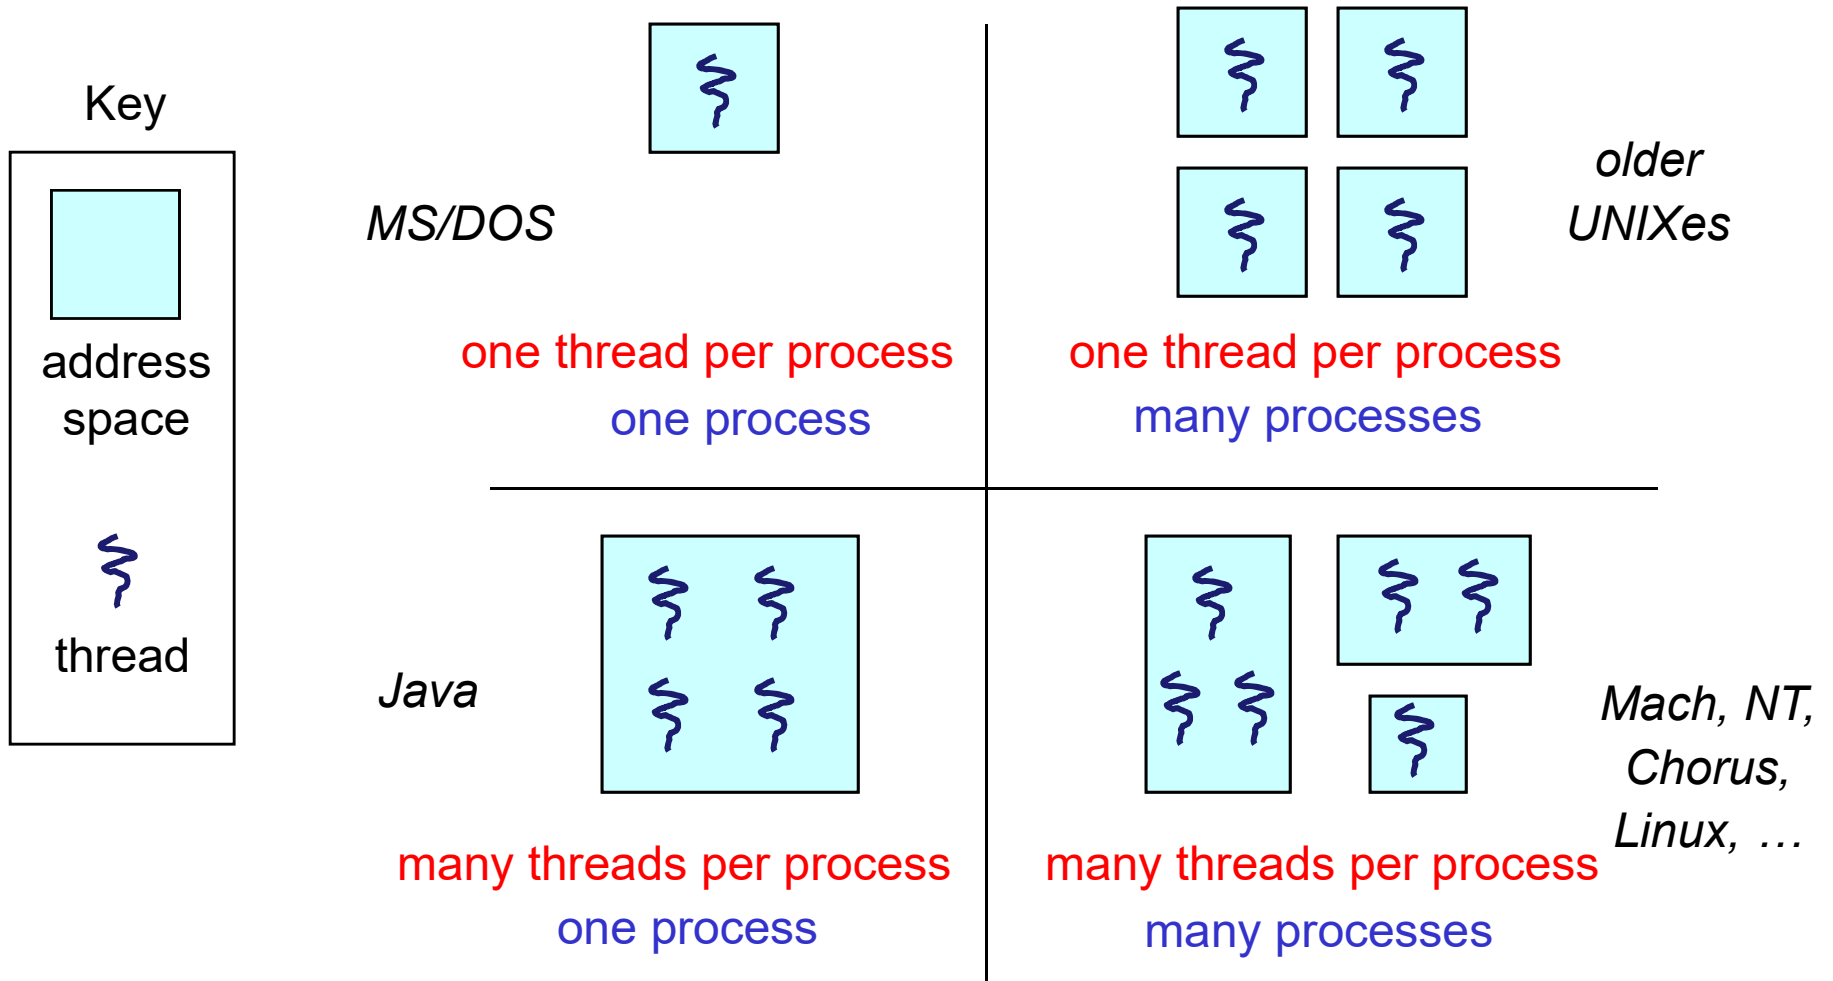 Key
address
space
thread
MS/DOS
one thread per process
one process
older
UNIXes
one thread per process
many processes
Java
many threads per process
one process
Mach, NT,
Chorus,
Linux, …
many threads per process
many processes